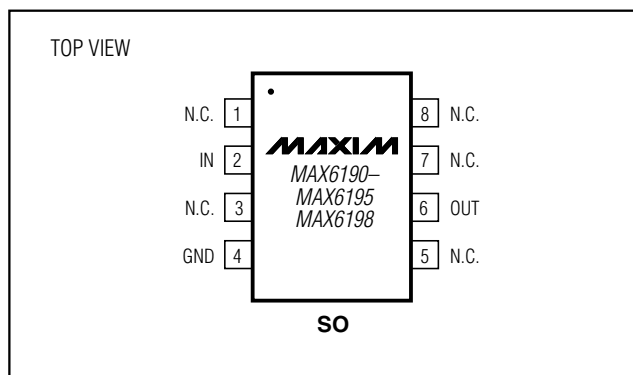 TOP VIEW
N.C. 1
8 N.C.
MAXIM
IN 2
7 N.C.
MAX6190–
MAX6195
N.C. 3
6 OUT
MAX6198
GND 4
5 N.C.
SO